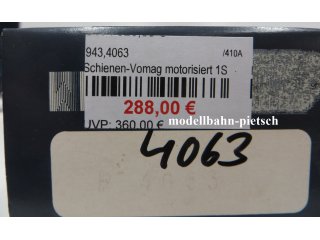 943,4063 /410A
Schienen-Vomag motorisiert 1S
288,00 €
UVP: 360,00 €
modellbahn-pietsch
4063